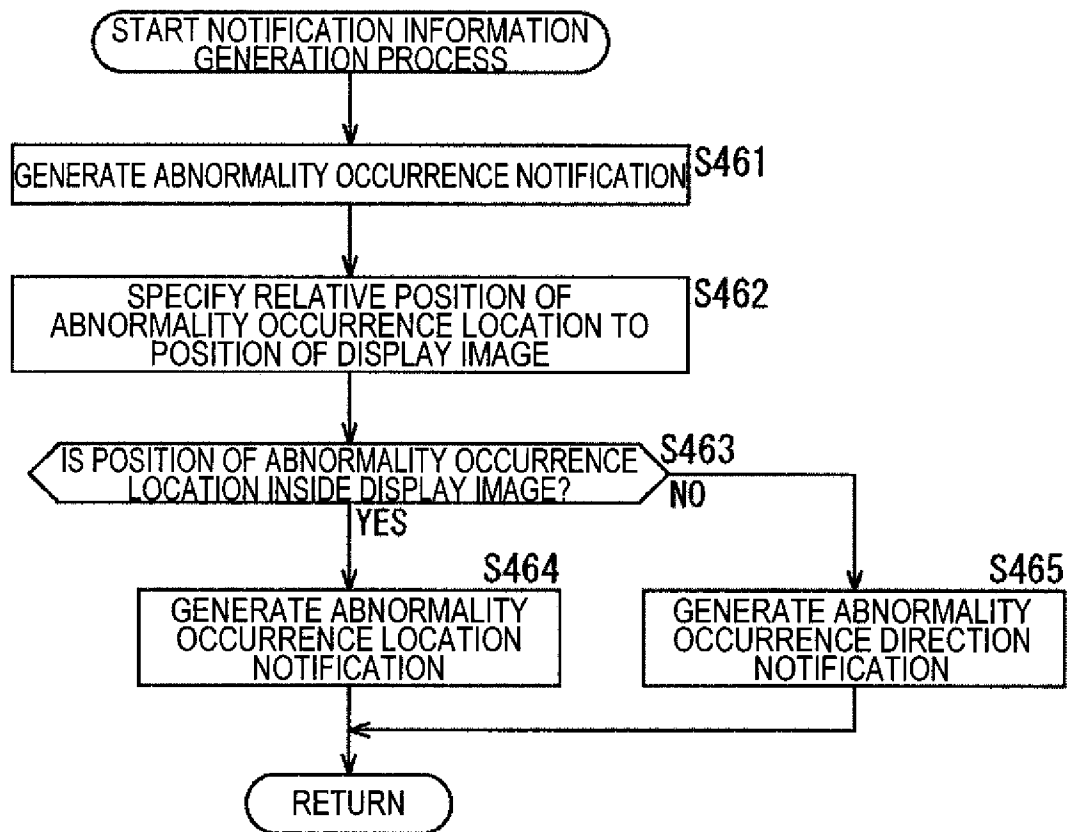 START NOTIFICATION INFORMATION
GENERATION PROCESS
GENERATE ABNORMALITY OCCURRENCE NOTIFICATION
S461
SPECIFY RELATIVE POSITION OF
ABNORMALITY OCCURRENCE LOCATION TO
POSITION OF DISPLAY IMAGE
S462
IS POSITION OF ABNORMALITY OCCURRENCE
LOCATION INSIDE DISPLAY IMAGE?
S463
NO
YES
S464
GENERATE ABNORMALITY
OCCURRENCE LOCATION
NOTIFICATION
S465
GENERATE ABNORMALITY
OCCURRENCE DIRECTION
NOTIFICATION
RETURN